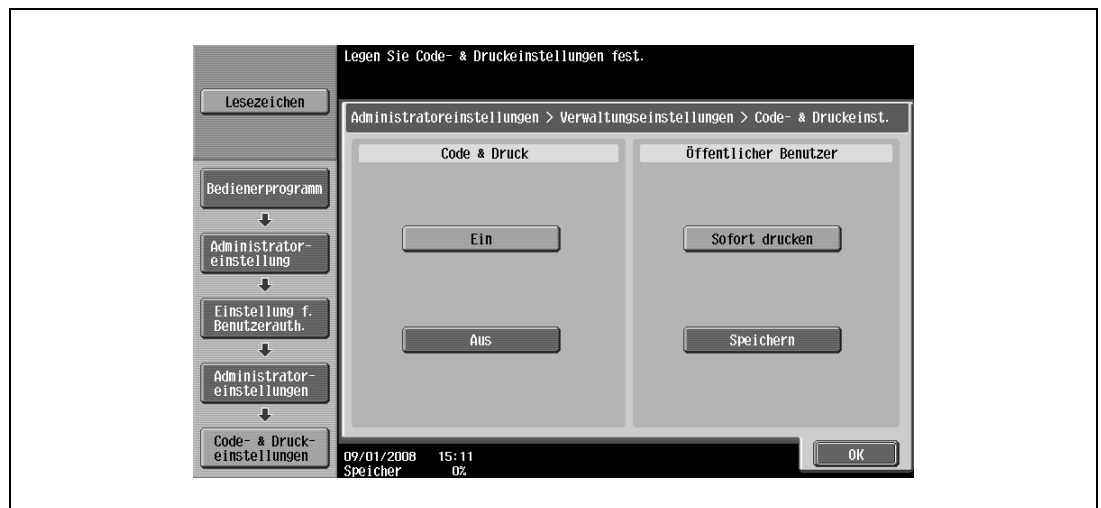 Legen Sie Code- & Druckeinstellungen fest.
Lesezeichen
Administratoreinstellungen > Verwaltungseinstellungen > Code- & Druckeinst.
Code & Druck
Öffentlicher Benutzer
Bedienerprogramm
Administrator-
einstellung
Einstellung f.
Benutzerauth.
Administrator-
einstellungen
Code- & Druck-
einstellungen
Ein
Sofort drucken
Aus
Speichern
09/01/2008 15:11
Speicher 0%
OK